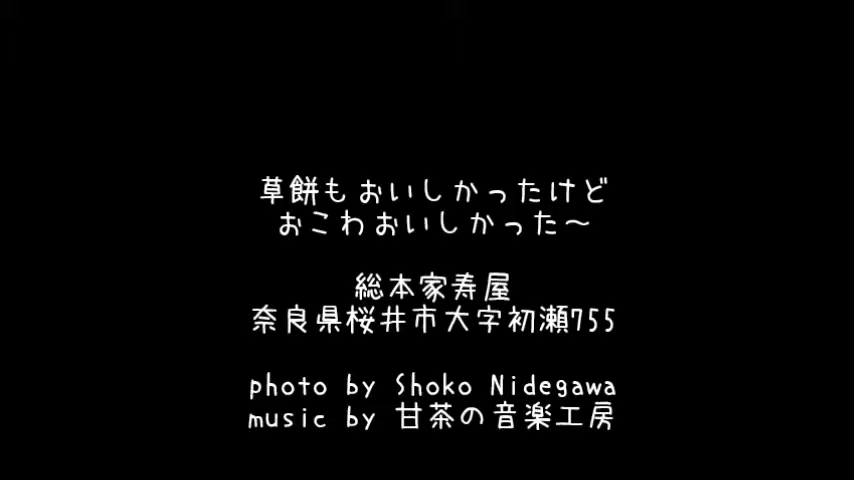 草餅もおいしかったけど
おこわおいしかった～
総本家寿屋
奈良県桜井市大字初瀬755
photo by Shoko Nidegawa
music by 甘茶の音楽工房